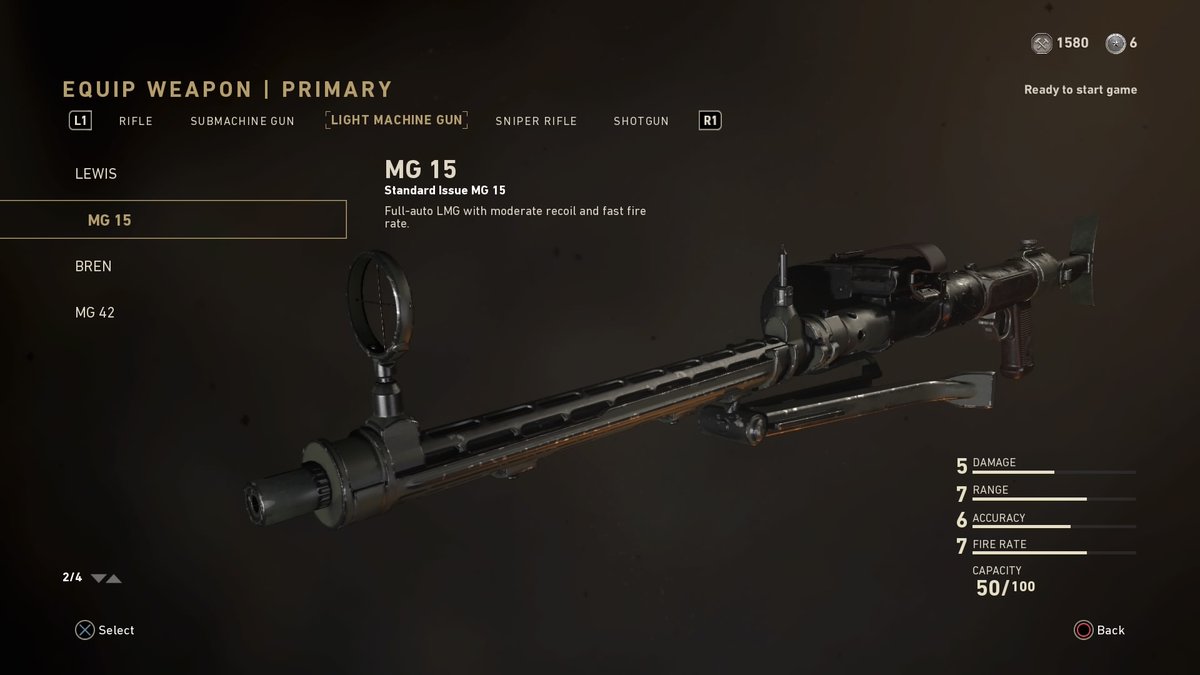 1580 6
EQUIP WEAPON | PRIMARY
Ready to start game
L1 RIFLE SUBMACHINE GUN LIGHT MACHINE GUN SNIPER RIFLE SHOTGUN R1
LEWIS
MG 15
BREN
MG 42
MG 15
Standard Issue MG 15
Full-auto LMG with moderate recoil and fast fire
rate.
5 DAMAGE
7 RANGE
6 ACCURACY
7 FIRE RATE
CAPACITY
50/100
2/4
Select
Back